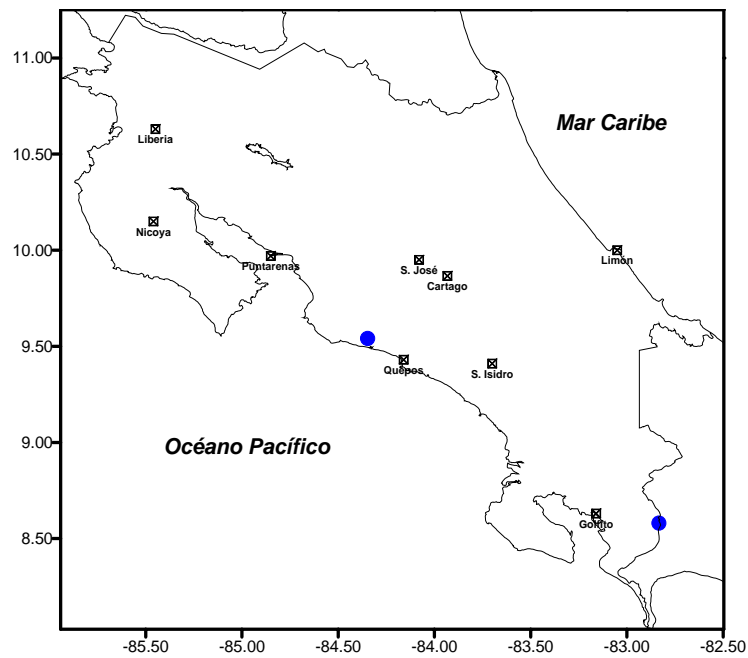 11.00
Mar Caribe
Liberia
10.50
Nicoya
10.00
Puntarenas
S. José
Limón
Cartago
9.50
Quepos
S. Isidro
9.00
Océano Pacífico
Golfito
8.50
-85.50 -85.00 -84.50 -84.00 -83.50 -83.00 -82.50